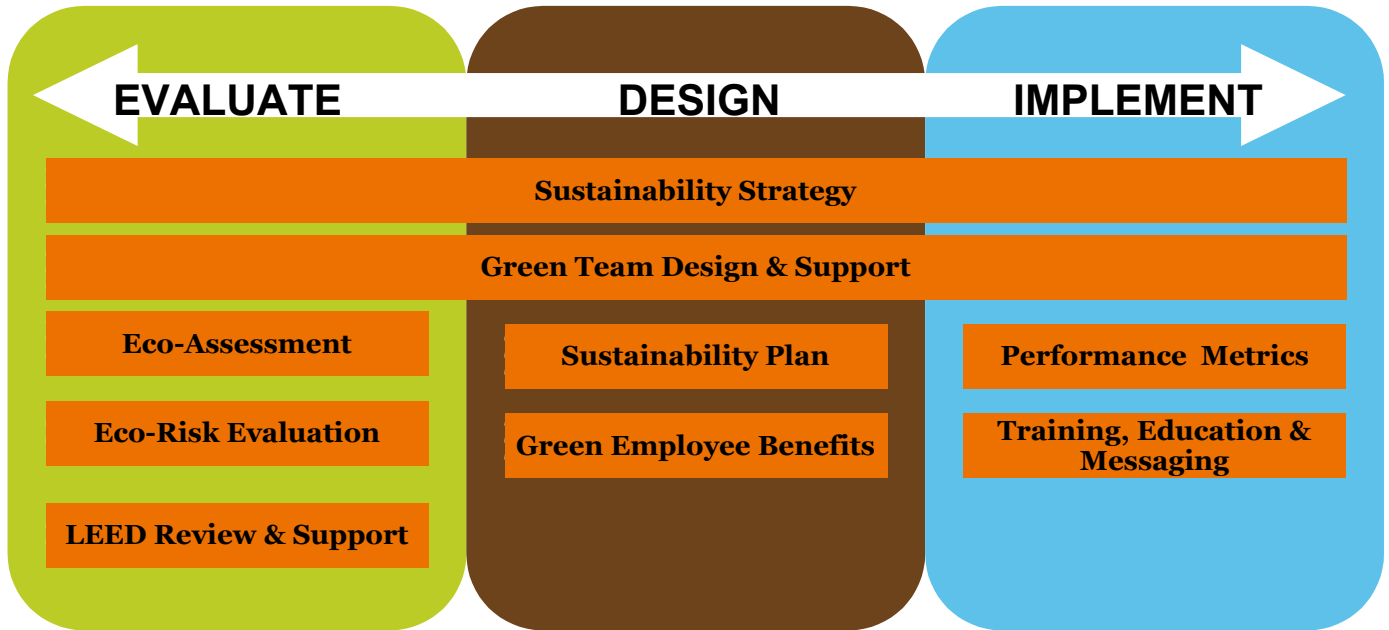 EVALUATE DESIGN IMPLEMENT
Sustainability Strategy
Green Team Design & Support
Eco-Assessment
Eco-Risk Evaluation
LEED Review & Support
Sustainability Plan
Green Employee Benefits
Performance Metrics
Training, Education &
Messaging